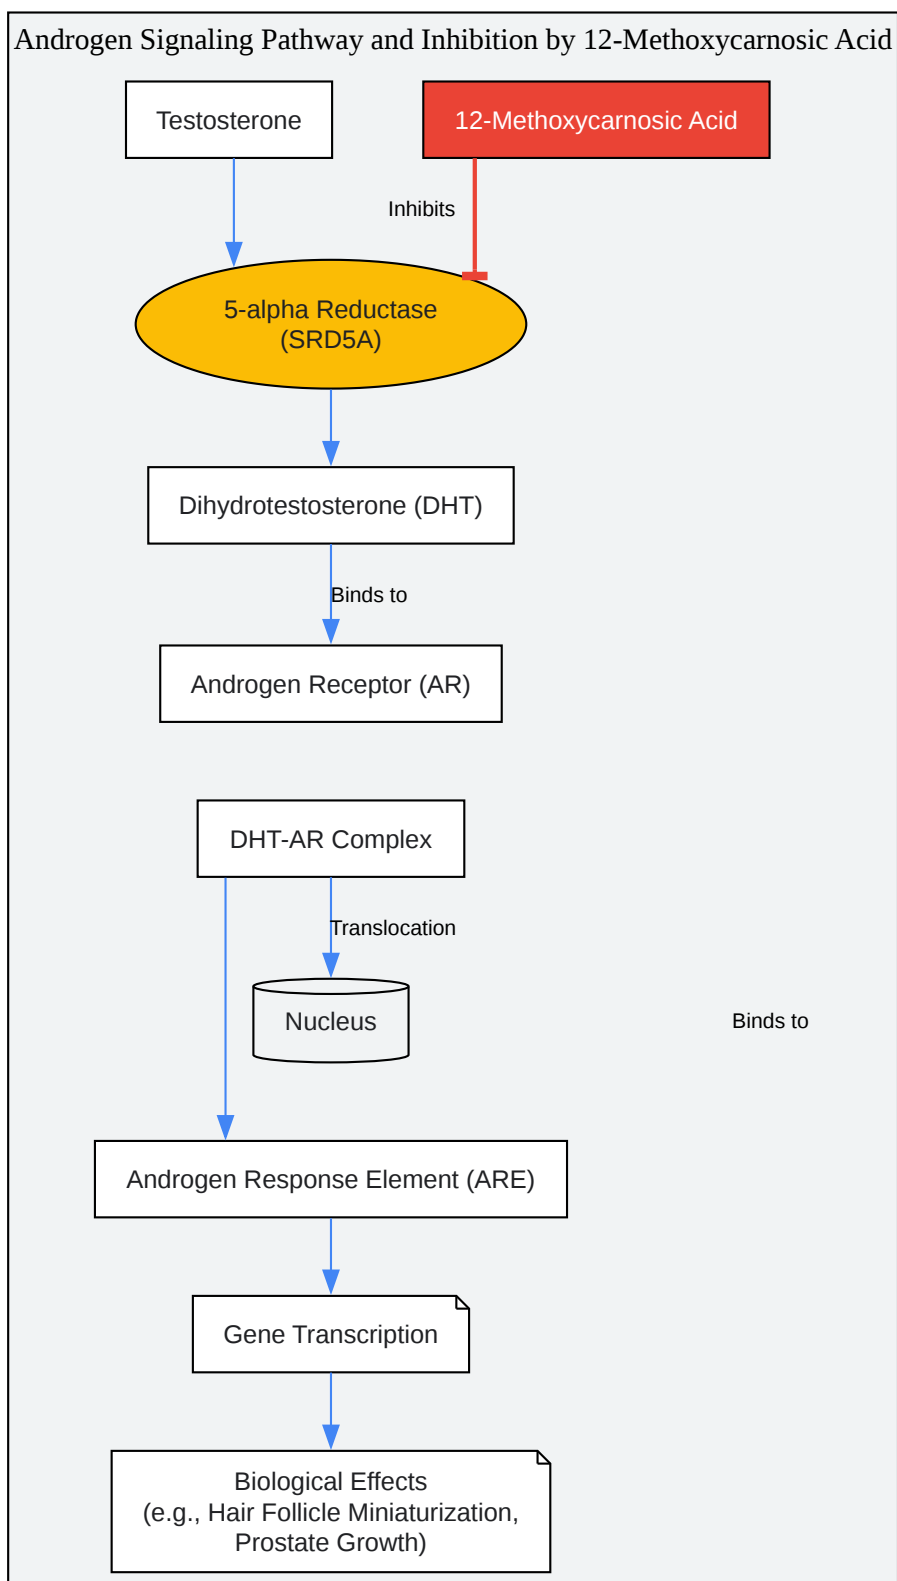 Androgen Signaling Pathway and Inhibition by 12-Methoxycarnosic Acid
Testosterone
12-Methoxycarnosic Acid
Inhibits
5-alpha Reductase
(SRD5A)
Dihydrotestosterone (DHT)
Binds to
Androgen Receptor (AR)
DHT-AR Complex
Translocation
Nucleus
Binds to
Androgen Response Element (ARE)
Gene Transcription
Biological Effects
(e.g., Hair Follicle Miniaturization,
Prostate Growth)